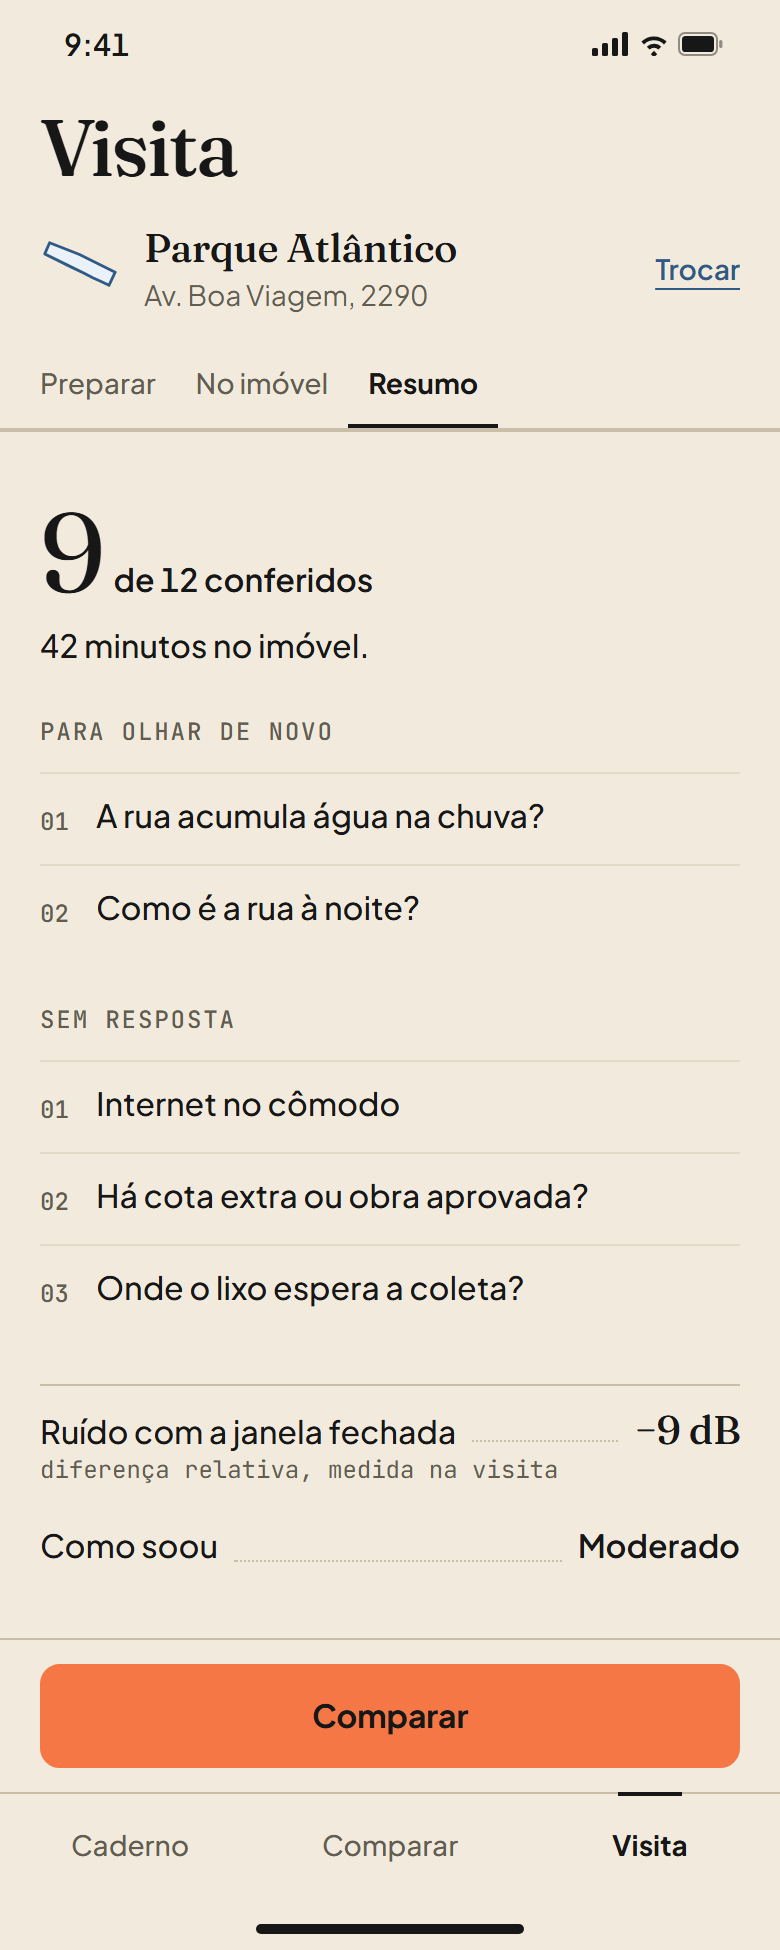 9:41
Visita
Parque Atlântico
Av. Boa Viagem, 2290
Trocar
Preparar No imóvel Resumo
9 de 12 conferidos
42 minutos no imóvel.
PARA OLHAR DE NOVO
01 A rua acumula água na chuva?
02 Como é a rua à noite?
SEM RESPOSTA
01 Internet no cômodo
02 Há cota extra ou obra aprovada?
03 Onde o lixo espera a coleta?
Ruído com a janela fechada −9 dB
diferença relativa, medida na visita
Como soou Moderado
Comparar
Caderno Comparar Visita